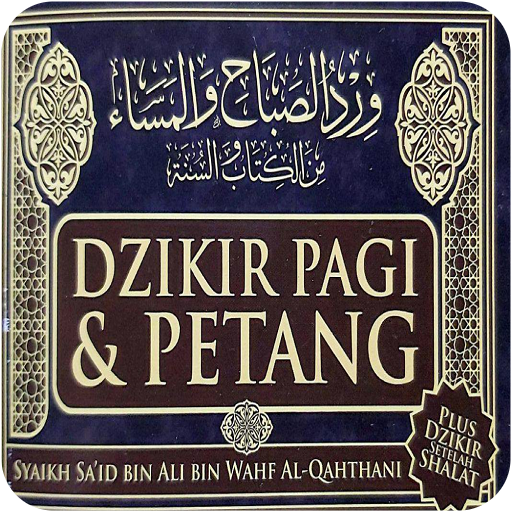 وِرْدُ الصَّبَاحِ وَالْمَسَاءِ
مِنَ الْكِتَابِ وَ السُّنَّةِ
DZIKIR PAGI
& PETANG
PLUS
DZIKIR
SETELAH
SHALAT
SYAIKH SA'ID BIN ALI BIN WAHF AL-QAHTHANI